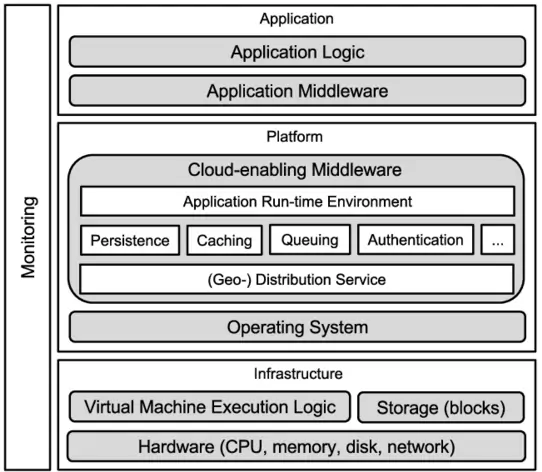 Monitoring
Application
Application Logic
Application Middleware
Platform
Cloud-enabling Middleware
Application Run-time Environment
Persistence
Caching
Queuing
Authentication
...
(Geo-) Distribution Service
Operating System
Infrastructure
Virtual Machine Execution Logic
Storage (blocks)
Hardware (CPU, memory, disk, network)